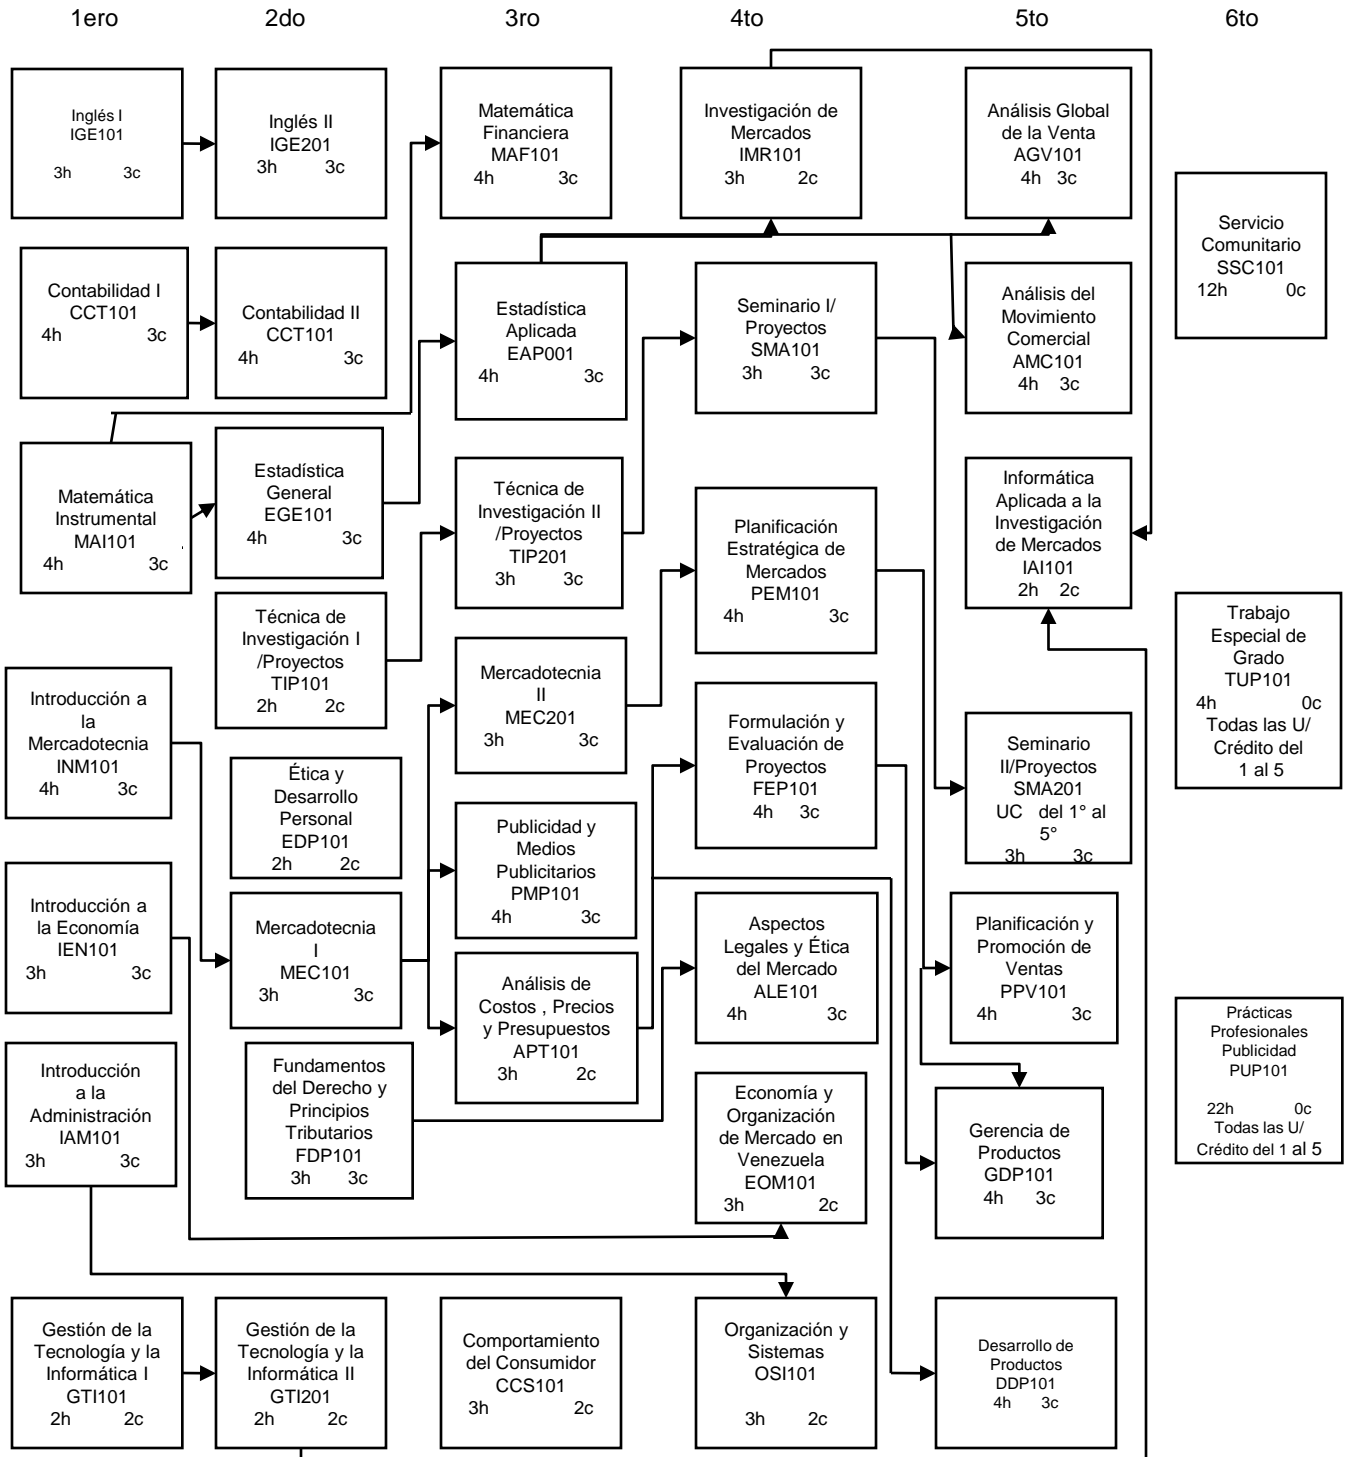 1ero 2do 3ro 4to 5to 6to
Inglés I
IGE101
3h 3c
Contabilidad I
CCT101
4h 3c
Matemática
Instrumental
MAI101
4h 3c
Introducción a
la
Mercadotecnia
INM101
4h 3c
Introducción a
la Economía
IEN101
3h 3c
Introducción
a la
Administración
IAM101
3h 3c
Gestión de la
Tecnología y la
Informática I
GTI101
2h 2c
Inglés II
IGE201
3h 3c
Contabilidad II
CCT101
4h 3c
Estadística
General
EGE101
4h 3c
Técnica de
Investigación I
/Proyectos
TIP101
2h 2c
Ética y
Desarrollo
Personal
EDP101
2h 2c
Mercadotecnia
I
MEC101
3h 3c
Fundamentos
del Derecho y
Principios
Tributarios
FDP101
3h 3c
Gestión de la
Tecnología y la
Informática II
GTI201
2h 2c
Matemática
Financiera
MAF101
4h 3c
Estadística
Aplicada
EAP001
4h 3c
Técnica de
Investigación II
/Proyectos
TIP201
3h 3c
Mercadotecnia
II
MEC201
3h 3c
Publicidad y
Medios
Publicitarios
PMP101
4h 3c
Análisis de
Costos , Precios
y Presupuestos
APT101
3h 2c
Comportamiento
del Consumidor
CCS101
3h 2c
Investigación de
Mercados
IMR101
3h 2c
Seminario I/
Proyectos
SMA101
3h 3c
Planificación
Estratégica de
Mercados
PEM101
4h 3c
Formulación y
Evaluación de
Proyectos
FEP101
4h 3c
Aspectos
Legales y Ética
del Mercado
ALE101
4h 3c
Economía y
Organización
de Mercado en
Venezuela
EOM101
3h 2c
Organización y
Sistemas
OSI101
3h 2c
Análisis Global
de la Venta
AGV101
4h 3c
Análisis del
Movimiento
Comercial
AMC101
4h 3c
Informática
Aplicada a la
Investigación
de Mercados
IAI101
2h 2c
Seminario
II/Proyectos
SMA201
UC del 1° al
5°
3h 3c
Planificación y
Promoción de
Ventas
PPV101
4h 3c
Gerencia de
Productos
GDP101
4h 3c
Desarrollo de
Productos
DDP101
4h 3c
Servicio
Comunitario
SSC101
12h 0c
Trabajo
Especial de
Grado
TUP101
4h 0c
Todas las U/
Crédito del
1 al 5
Prácticas
Profesionales
Publicidad
PUP101
22h 0c
Todas las U/
Crédito del 1 al 5